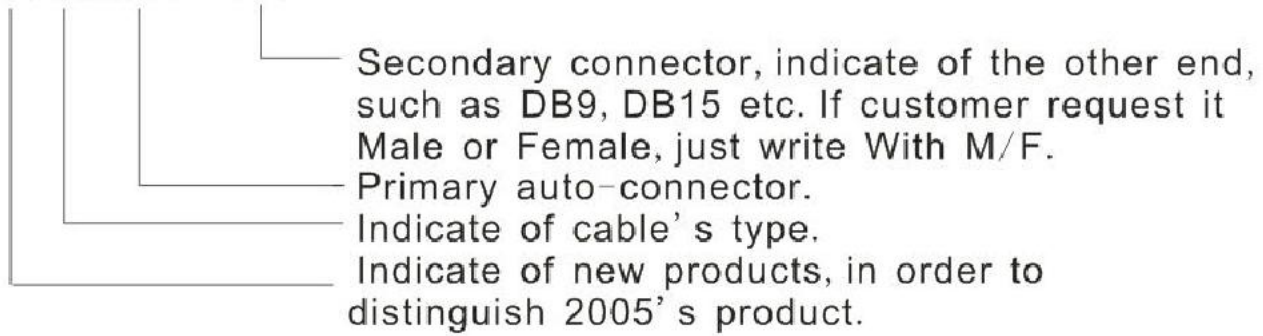 Secondary connector, indicate of the other end,
such as DB9, DB15 etc. If customer request it
Male or Female, just write With M/F.
Primary auto-connector.
Indicate of cable's type.
Indicate of new products, in order to
distinguish 2005's product.